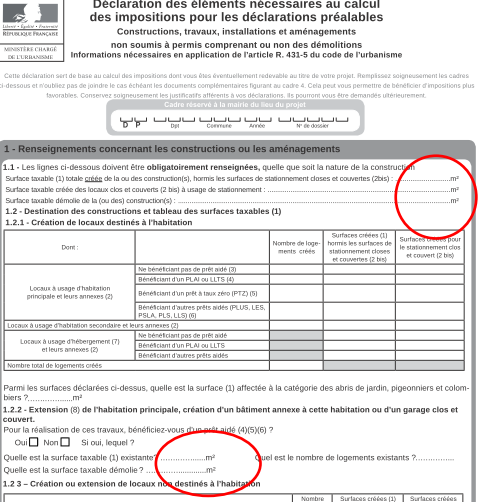 Déclaration des éléments nécessaires au calcul
des impositions pour les déclarations préalables
Liberté • Égalité • Fraternité
RÉPUBLIQUE FRANÇAISE
Constructions, travaux, installations et aménagements
MINISTÈRE CHARGÉ
DE L'URBANISME
non soumis à permis comprenant ou non des démolitions
Informations nécessaires en application de l'article R. 431-5 du code de l'urbanisme
Cette déclaration sert de base au calcul des impositions dont vous êtes éventuellement redevable au titre de votre projet. Remplissez soigneusement les cadres
ci-dessous et n'oubliez pas de joindre le cas échéant les documents complémentaires figurant au cadre 4. Cela peut vous permettre de bénéficier d'impositions plus
favorables. Conservez soigneusement les justificatifs afférents à vos déclarations. Ils pourront vous être demandés ultérieurement.
Cadre réservé à la mairie du lieu du projet
D P
Dpt Commune Année N° de dossier
1 - Renseignements concernant les constructions ou les aménagements
1.1 - Les lignes ci-dessous doivent être obligatoirement renseignées, quelle que soit la nature de la construction
Surface taxable (1) totale créée de la ou des construction(s), hormis les surfaces de stationnement closes et couvertes (2bis) : ......................m²
Surface taxable créée des locaux clos et couverts (2 bis) à usage de stationnement : ......................m²
Surface taxable démolie de la (ou des) construction(s) : ......................m²
1.2 - Destination des constructions et tableau des surfaces taxables (1)
1.2.1 - Création de locaux destinés à l'habitation
Dont :
Nombre de loge-
ments créés
Surfaces créées (1)
hormis les surfaces de
stationnement closes
et couvertes (2 bis)
Surfaces créées pour
le stationnement clos
et couvert (2 bis)
Locaux à usage d'habitation
principale et leurs annexes (2)
Ne bénéficiant pas de prêt aidé (3)
Bénéficiant d'un PLAI ou LLTS (4)
Bénéficiant d'un prêt à taux zéro (PTZ) (5)
Bénéficiant d'autres prêts aidés (PLUS, LES,
PSLA, PLS, LLS) (6)
Locaux à usage d'habitation secondaire et leurs annexes (2)
Locaux à usage d'hébergement (7)
et leurs annexes (2)
Ne bénéficiant pas de prêt aidé
Bénéficiant d'un PLAI ou LLTS
Bénéficiant d'autres prêts aidés
Nombre total de logements créés
Parmi les surfaces déclarées ci-dessus, quelle est la surface (1) affectée à la catégorie des abris de jardin, pigeonniers et colom-
biers ?..................m²
1.2.2 - Extension (8) de l'habitation principale, création d'un bâtiment annexe à cette habitation ou d'un garage clos et
couvert.
Pour la réalisation de ces travaux, bénéficiez-vous d'un prêt aidé (4)(5)(6) ?
Oui Non Si oui, lequel ?
Quelle est la surface taxable (1) existante? ..................m² Quel est le nombre de logements existants ?...............
Quelle est la surface taxable démolie ? ..................m²
1.2 3 – Création ou extension de locaux non destinés à l'habitation
Nombre Surfaces créées (1) Surfaces créées